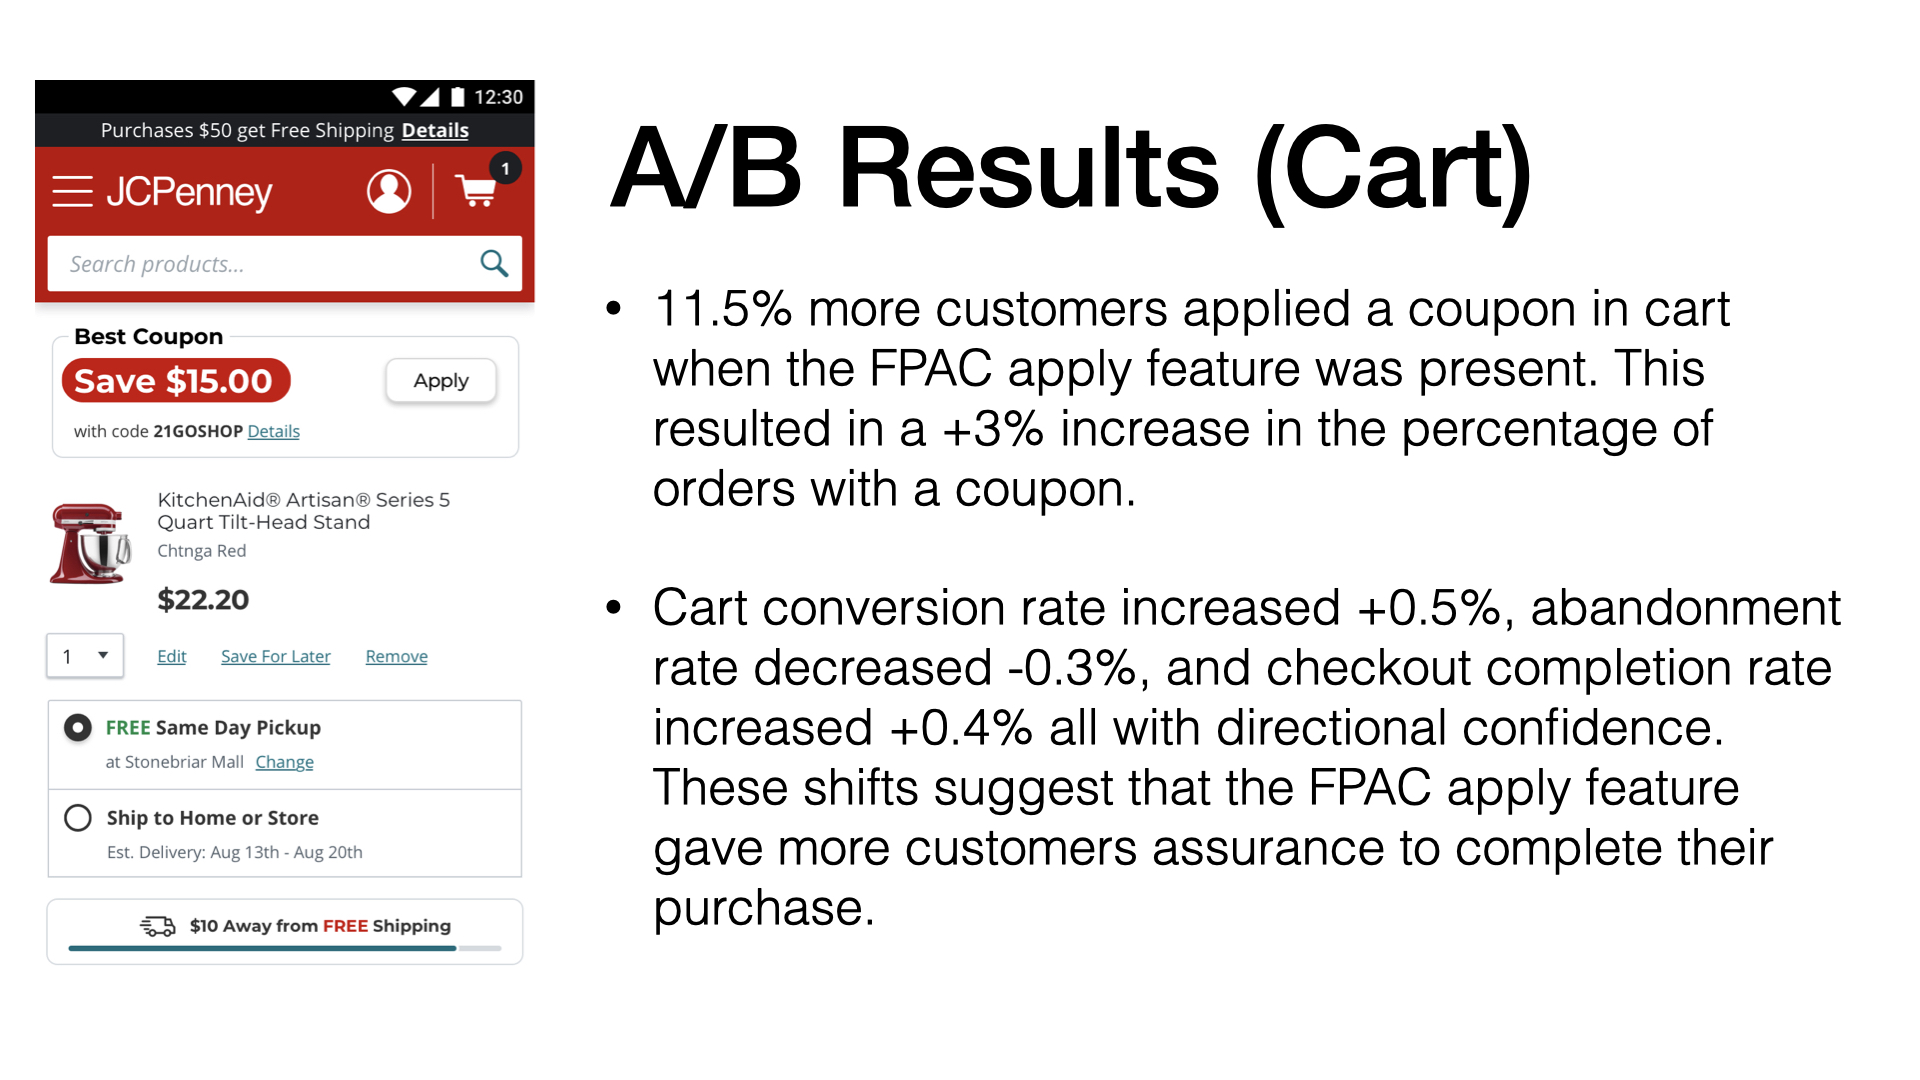 12:30
Purchases $50 get Free Shipping Details
JCPenney
1
Search products...
Best Coupon
Save $15.00
Apply
with code 21GOSHOP Details
KitchenAid® Artisan® Series 5
Quart Tilt-Head Stand
Chtnga Red
$22.20
1
Edit Save For Later Remove
FREE Same Day Pickup
at Stonebriar Mall Change
Ship to Home or Store
Est. Delivery: Aug 13th - Aug 20th
$10 Away from FREE Shipping
A/B Results (Cart)
• 11.5% more customers applied a coupon in cart
when the FPAC apply feature was present. This
resulted in a +3% increase in the percentage of
orders with a coupon.
• Cart conversion rate increased +0.5%, abandonment
rate decreased -0.3%, and checkout completion rate
increased +0.4% all with directional confidence.
These shifts suggest that the FPAC apply feature
gave more customers assurance to complete their
purchase.